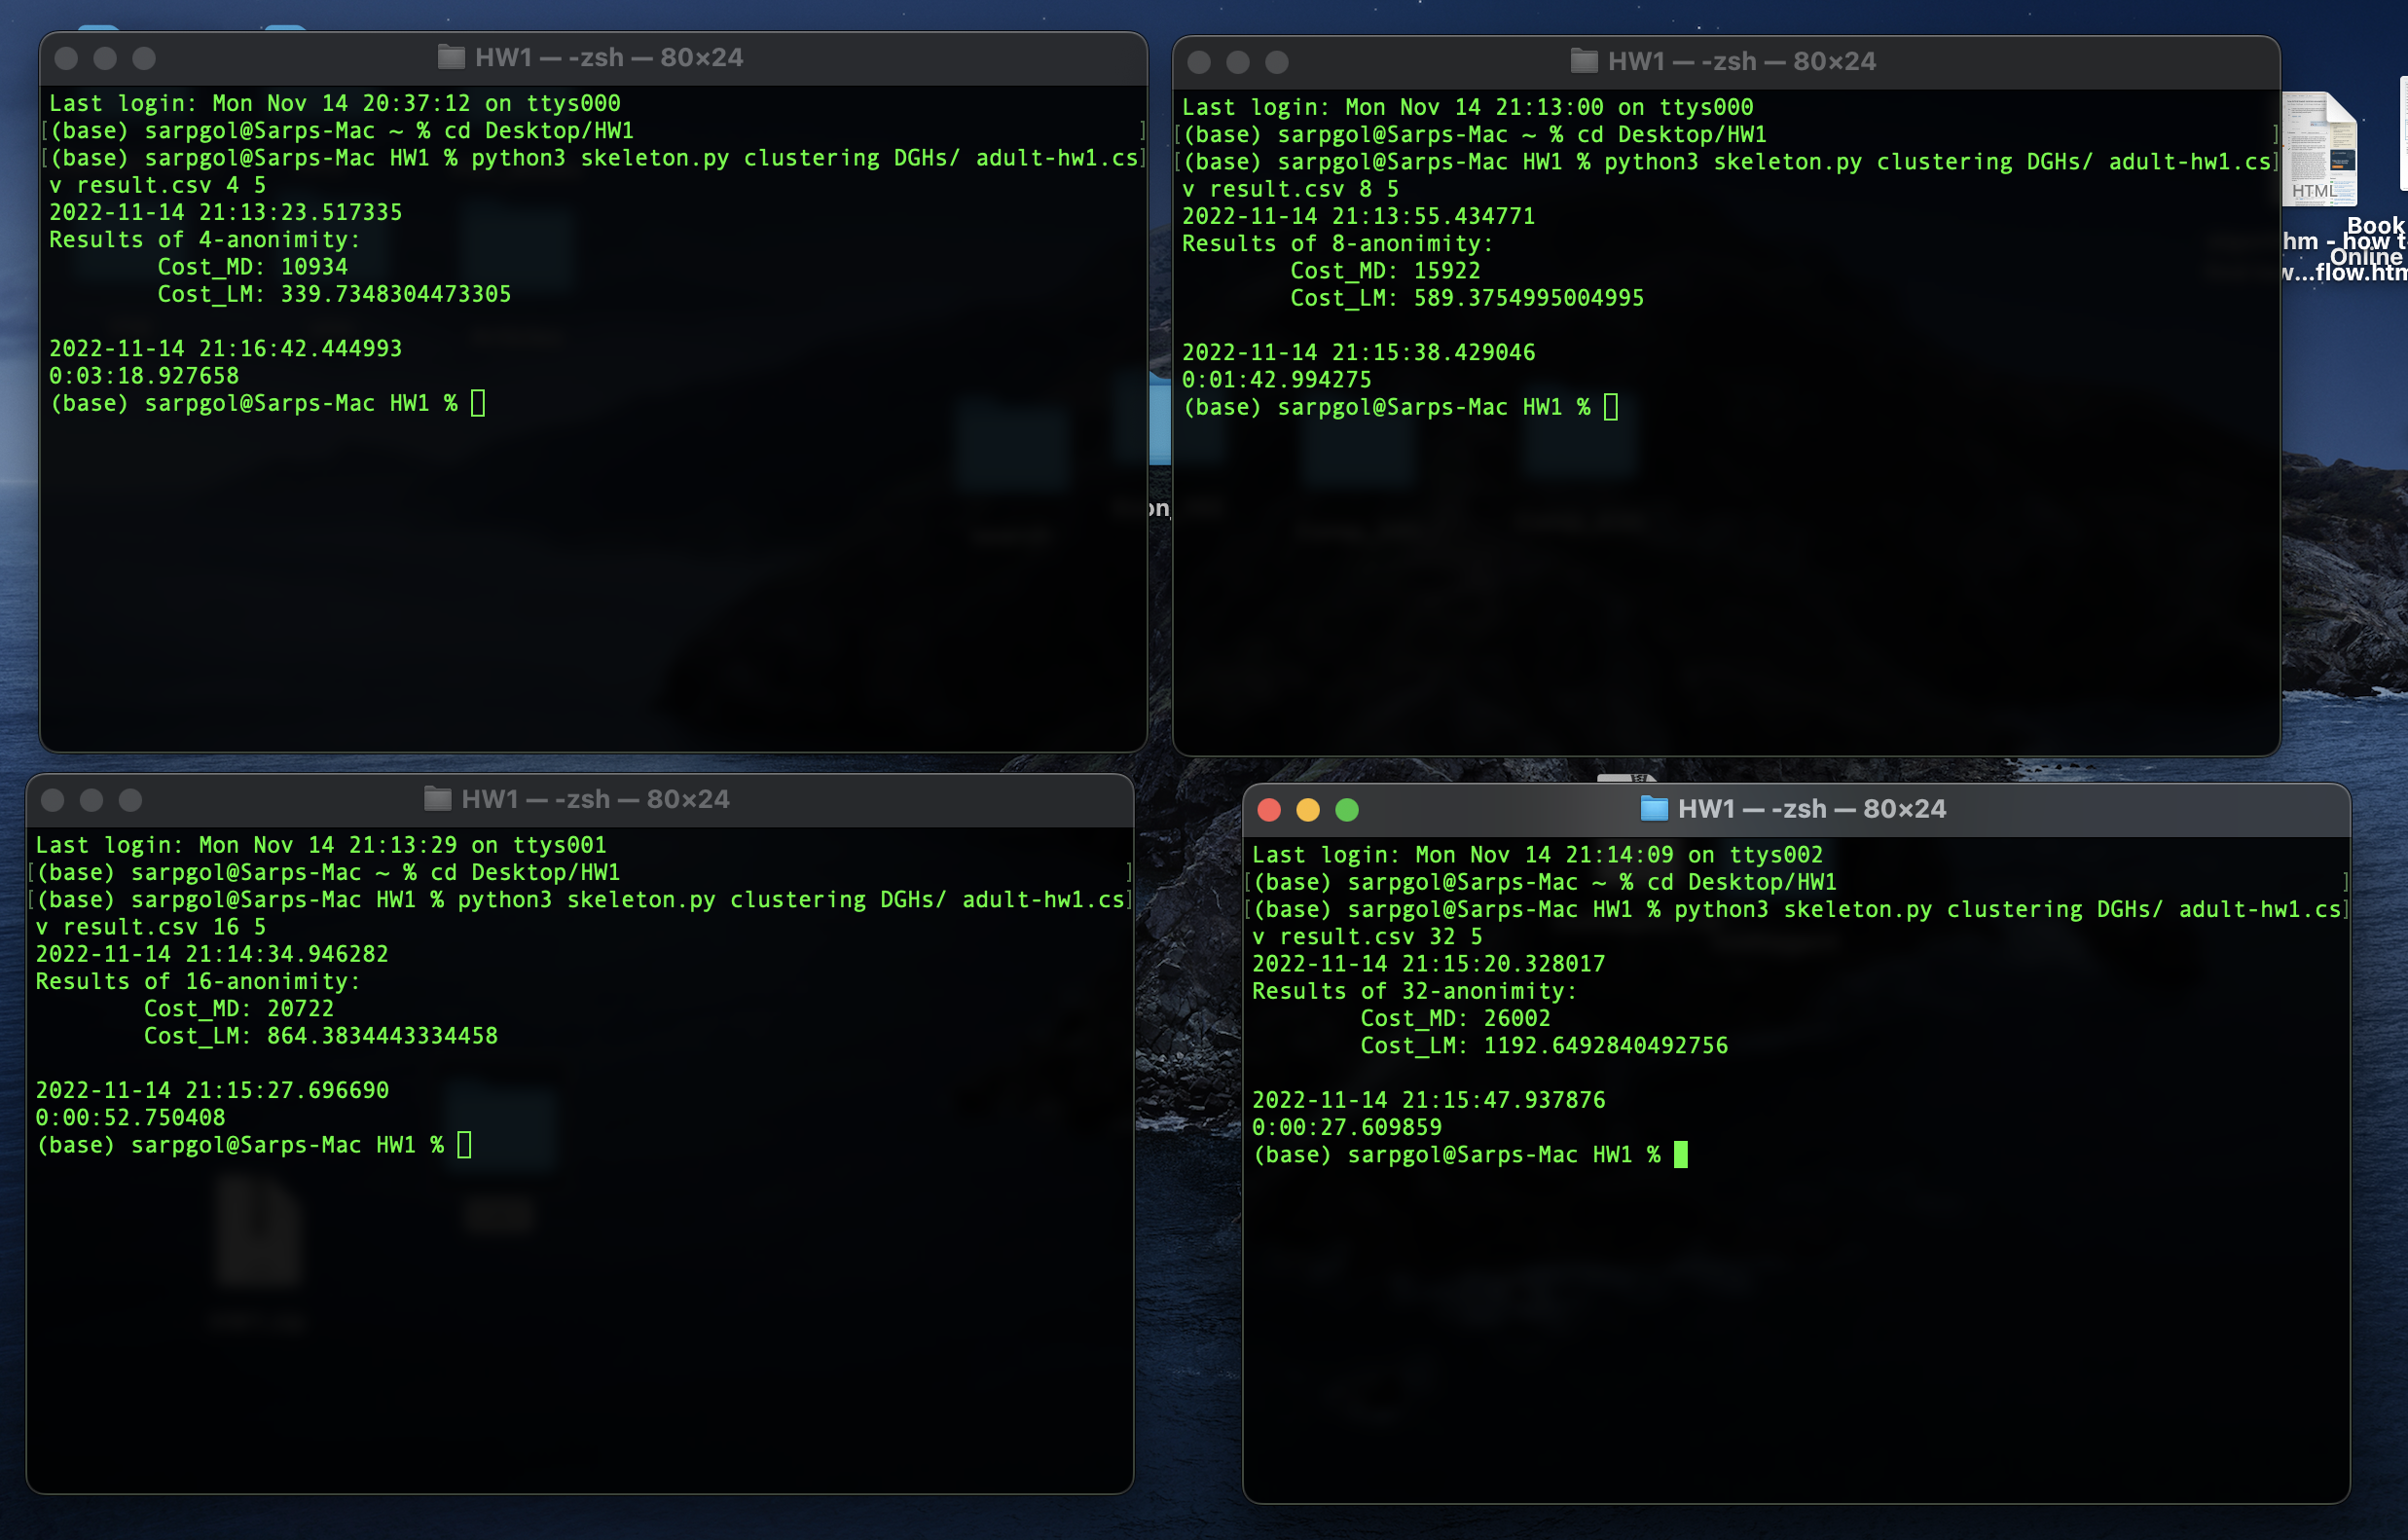 HW1 — -zsh — 80×24
Last login: Mon Nov 14 20:37:12 on ttys000
[(base) sarpgol@Sarps-Mac ~ % cd Desktop/HW1 ]
[(base) sarpgol@Sarps-Mac HW1 % python3 skeleton.py clustering DGHs/ adult-hw1.cs]
v result.csv 4 5
2022-11-14 21:13:23.517335
Results of 4-anonimity:
Cost_MD: 10934
Cost_LM: 339.7348304473305
2022-11-14 21:16:42.444993
0:03:18.927658
(base) sarpgol@Sarps-Mac HW1 %
HW1 — -zsh — 80×24
Last login: Mon Nov 14 21:13:00 on ttys000
[(base) sarpgol@Sarps-Mac ~ % cd Desktop/HW1 ]
[(base) sarpgol@Sarps-Mac HW1 % python3 skeleton.py clustering DGHs/ adult-hw1.cs]
v result.csv 8 5
2022-11-14 21:13:55.434771
Results of 8-anonimity:
Cost_MD: 15922
Cost_LM: 589.3754995004995
2022-11-14 21:15:38.429046
0:01:42.994275
(base) sarpgol@Sarps-Mac HW1 %
HTML
Book
hm - how t
Online
w...flow.htm
on
HW1 — -zsh — 80×24
Last login: Mon Nov 14 21:13:29 on ttys001
[(base) sarpgol@Sarps-Mac ~ % cd Desktop/HW1 ]
[(base) sarpgol@Sarps-Mac HW1 % python3 skeleton.py clustering DGHs/ adult-hw1.cs]
v result.csv 16 5
2022-11-14 21:14:34.946282
Results of 16-anonimity:
Cost_MD: 20722
Cost_LM: 864.3834443334458
2022-11-14 21:15:27.696690
0:00:52.750408
(base) sarpgol@Sarps-Mac HW1 %
HW1 — -zsh — 80×24
Last login: Mon Nov 14 21:14:09 on ttys002
[(base) sarpgol@Sarps-Mac ~ % cd Desktop/HW1 ]
[(base) sarpgol@Sarps-Mac HW1 % python3 skeleton.py clustering DGHs/ adult-hw1.cs]
v result.csv 32 5
2022-11-14 21:15:20.328017
Results of 32-anonimity:
Cost_MD: 26002
Cost_LM: 1192.6492840492756
2022-11-14 21:15:47.937876
0:00:27.609859
(base) sarpgol@Sarps-Mac HW1 %